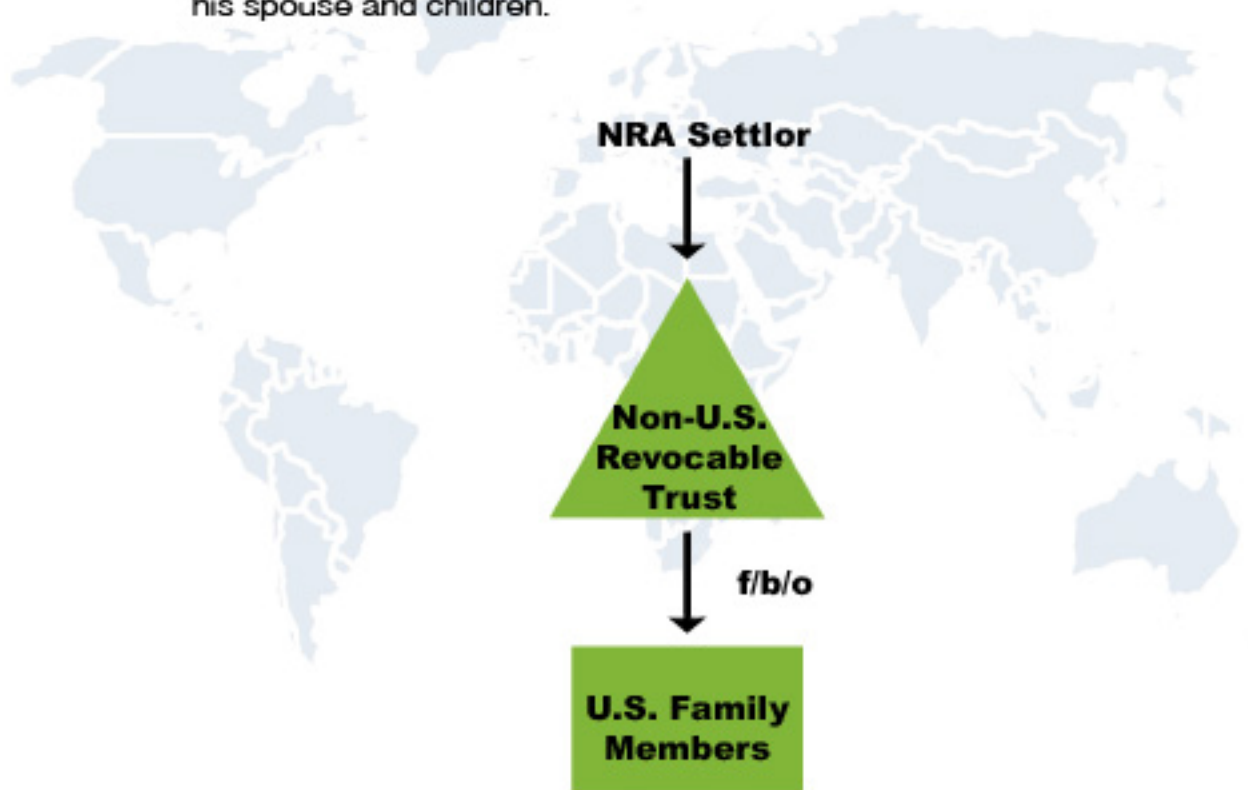 his spouse and children.
NRA Settlor
Non-U.S.
Revocable
Trust
f/b/o
U.S. Family
Members